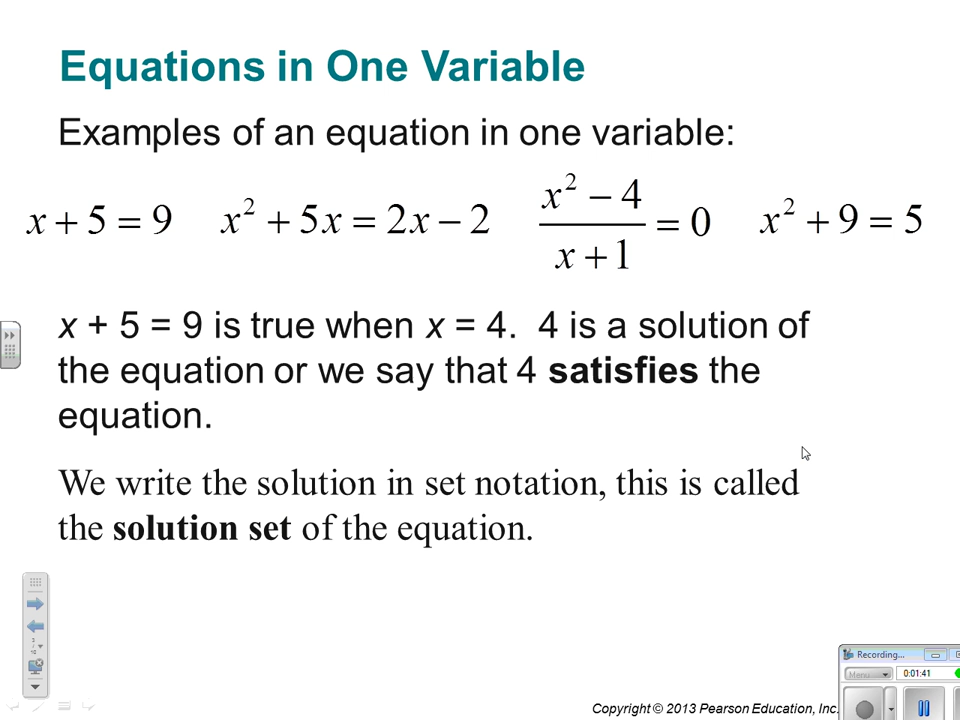 Equations in One Variable
Examples of an equation in one variable:
x + 5 = 9   x² + 5x = 2x − 2   (x² − 4)/(x + 1) = 0   x² + 9 = 5
x + 5 = 9 is true when x = 4.  4 is a solution of
the equation or we say that 4 satisfies the
equation.
We write the solution in set notation, this is called
the solution set of the equation.
Recording...
Menu
0:01:41
Copyright © 2013 Pearson Education, Inc.